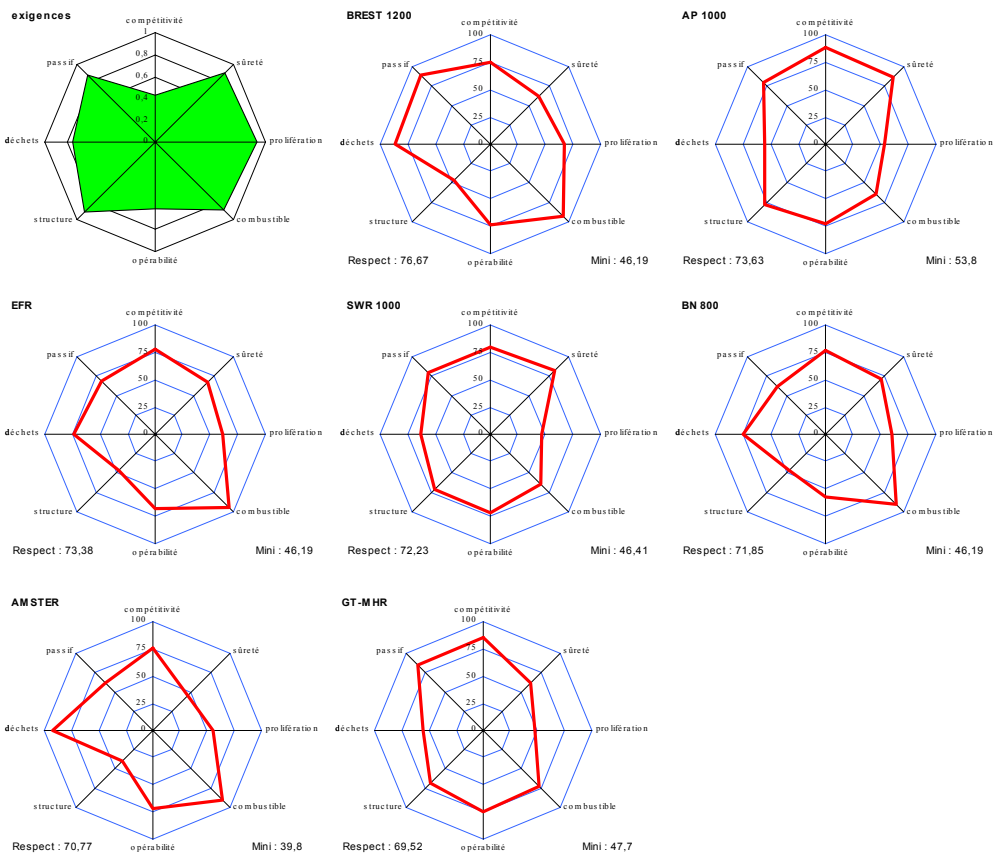 exigences
compétitivité
1
0,8
0,6
0,4
0,2
0
passif
sûreté
déchets
prolifération
structure
combustible
opérabilité
BREST 1200
compétitivité
100
75
50
25
0
passif
sûreté
déchets
prolifération
structure
combustible
opérabilité
Respect : 76,67
Mini : 46,19
AP 1000
compétitivité
100
75
50
25
0
passif
sûreté
déchets
prolifération
structure
combustible
opérabilité
Respect : 73,63
Mini : 53,8
EFR
compétitivité
100
75
50
25
0
passif
sûreté
déchets
prolifération
structure
combustible
opérabilité
Respect : 73,38
Mini : 46,19
SWR 1000
compétitivité
100
75
50
25
0
passif
sûreté
déchets
prolifération
structure
combustible
opérabilité
Respect : 72,23
Mini : 46,41
BN 800
compétitivité
100
75
50
25
0
passif
sûreté
déchets
prolifération
structure
combustible
opérabilité
Respect : 71,85
Mini : 46,19
AMSTER
compétitivité
100
75
50
25
0
passif
sûreté
déchets
prolifération
structure
combustible
opérabilité
Respect : 70,77
Mini : 39,8
GT-MHR
compétitivité
100
75
50
25
0
passif
sûreté
déchets
prolifération
structure
combustible
opérabilité
Respect : 69,52
Mini : 47,7